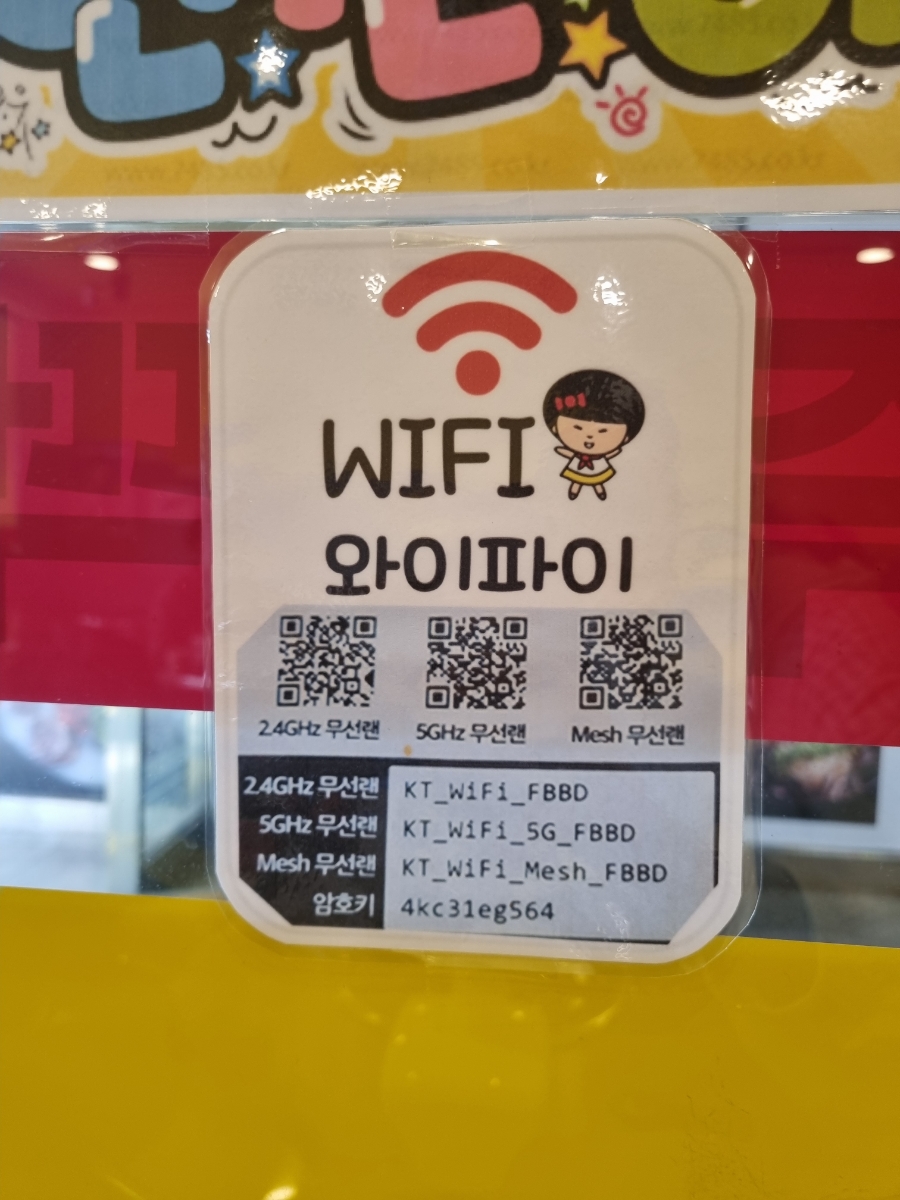 WIFI
와이파이
2.4GHz 무선랜 5GHz 무선랜 Mesh 무선랜
2.4GHz 무선랜 KT_WiFi_FBBD
5GHz 무선랜 KT_WiFi_5G_FBBD
Mesh 무선랜 KT_WiFi_Mesh_FBBD
암호키 4kc31eg564